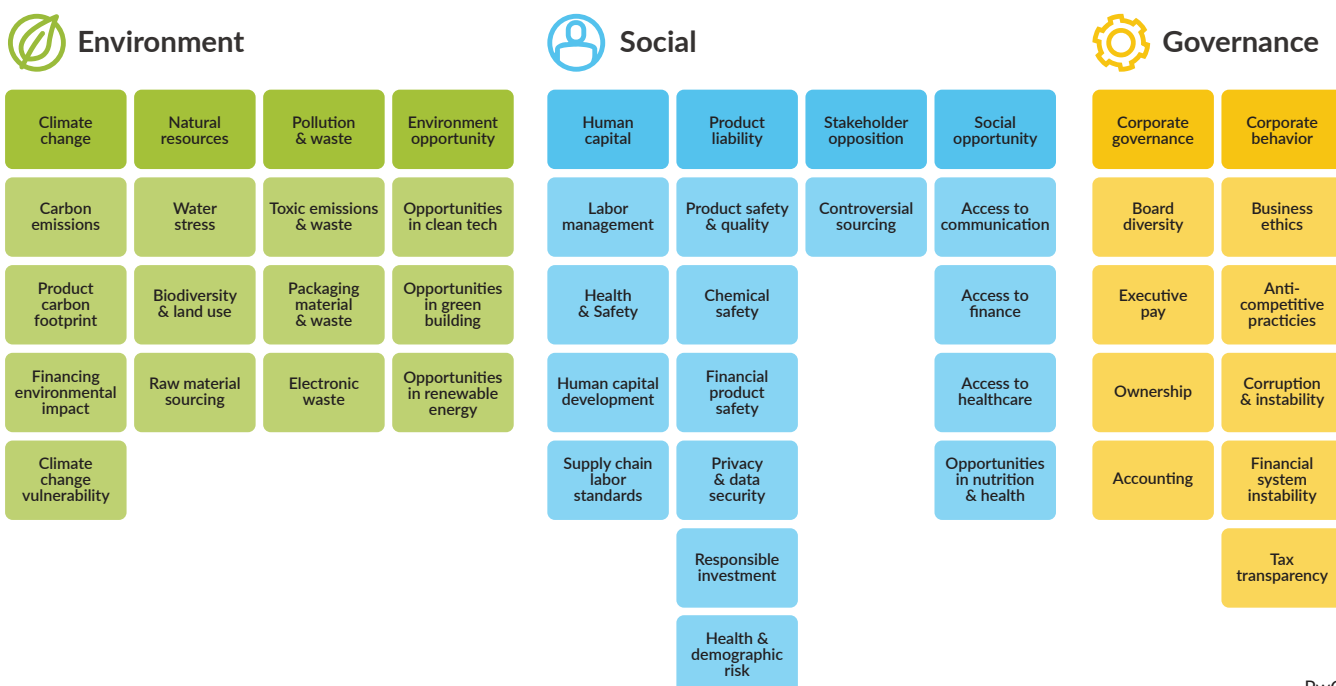 Environment
Climate
change
Natural
resources
Pollution
& waste
Environment
opportunity
Carbon
emissions
Water
stress
Toxic emissions
& waste
Opportunities
in clean tech
Product
carbon
footprint
Biodiversity
& land use
Packaging
material
& waste
Opportunities
in green
building
Financing
environmental
impact
Raw material
sourcing
Electronic
waste
Opportunities
in renewable
energy
Climate
change
vulnerability
Social
Human
capital
Product
liability
Stakeholder
opposition
Social
opportunity
Labor
management
Product safety
& quality
Controversial
sourcing
Access to
communication
Health
& Safety
Chemical
safety
Access to
finance
Human capital
development
Financial
product
safety
Access to
healthcare
Supply chain
labor
standards
Privacy
& data
security
Opportunities
in nutrition
& health
Responsible
investment
Health &
demographic
risk
Governance
Corporate
governance
Corporate
behavior
Board
diversity
Business
ethics
Executive
pay
Anti-
competitive
practicies
Ownership
Corruption
& instability
Accounting
Financial
system
instability
Tax
transparency